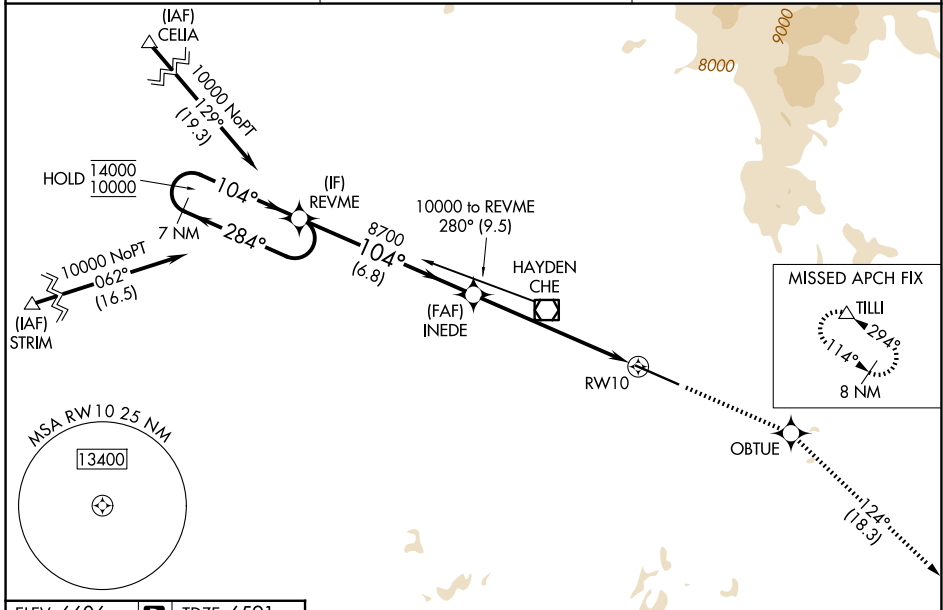 (IAF)
CELIA
10000 NoPT
129°
(19.3)
9000
8000
HOLD
14000
10000
104°
(IF)
REVME
7 NM
284°
10000 to REVME
280° (9.5)
8700
104°
(6.8)
HAYDEN
CHE
10000 NoPT
062°
(16.5)
(IAF)
STRIM
(FAF)
INEDE
MISSED APCH FIX
TILLI
294°
114°
8 NM
RW10
OBTUE
124°
(18.3)
MSA RW10 25 NM
13400